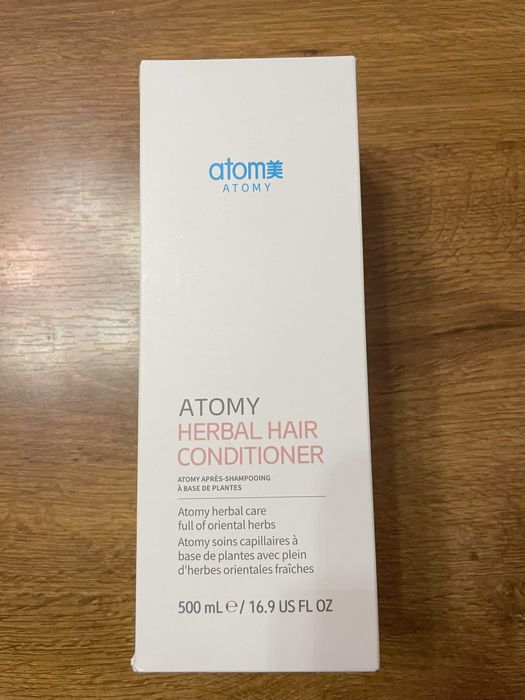 atom美
ATOMY
ATOMY
HERBAL HAIR
CONDITIONER
ATOMY APRÈS-SHAMPOOING
À BASE DE PLANTES
Atomy herbal care
full of oriental herbs
Atomy soins capillaires à
base de plantes avec plein
d'herbes orientales fraîches
500 mL ℮ / 16.9 US FL OZ